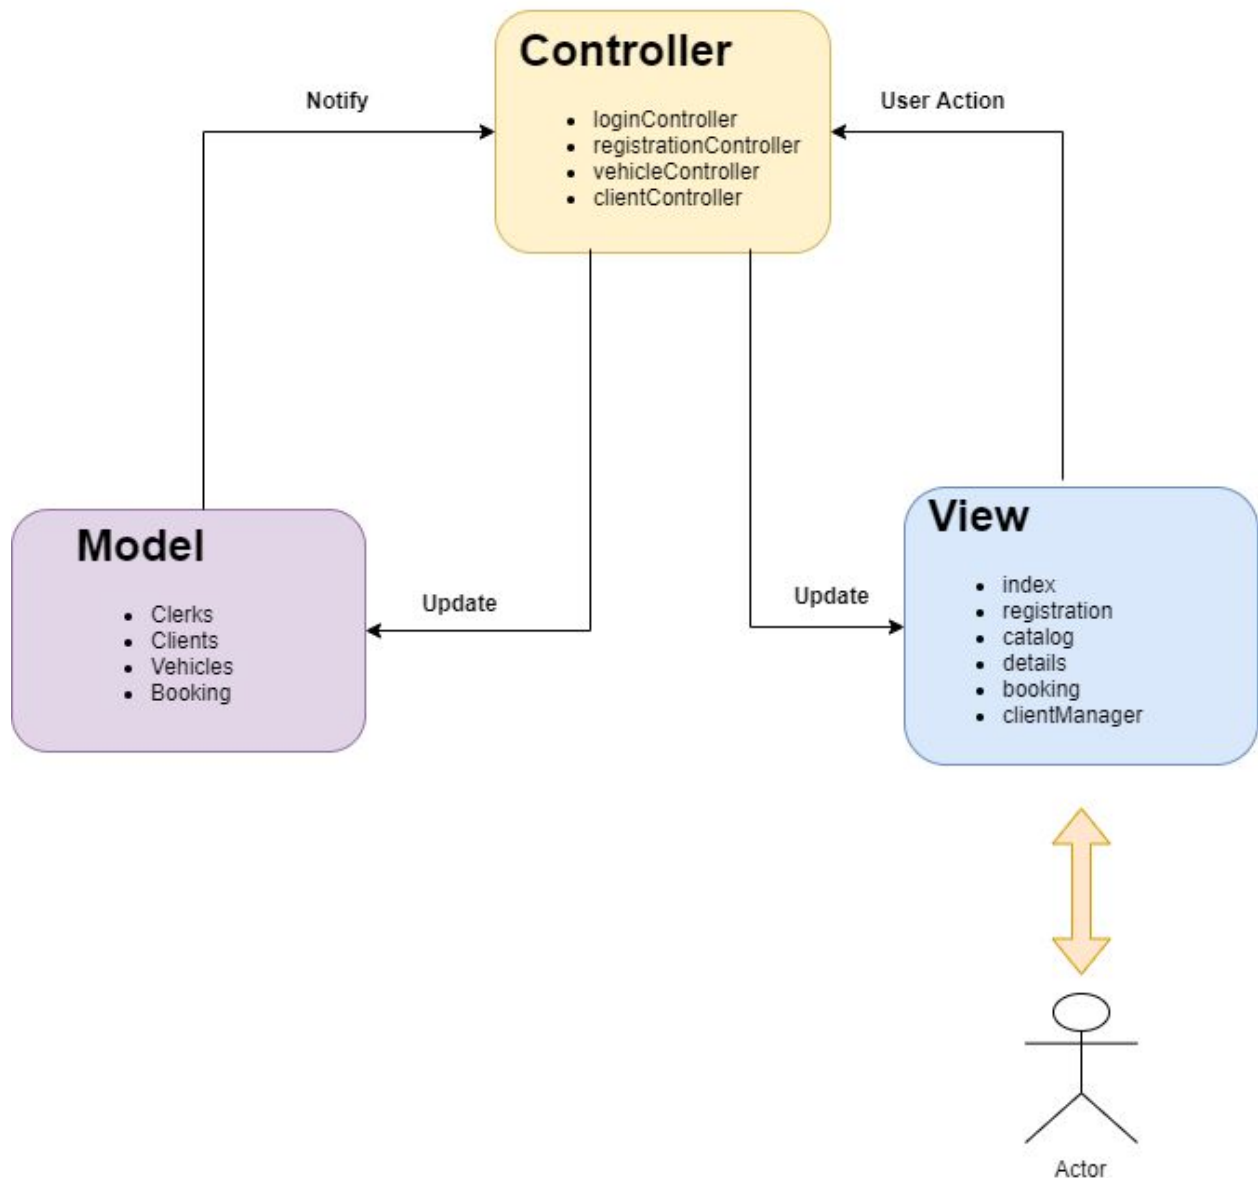 Controller
Notify
User Action
loginController
registrationController
vehicleController
clientController
Model
View
Clerks
Clients
Vehicles
Booking
Update
Update
index
registration
catalog
details
booking
clientManager
Actor